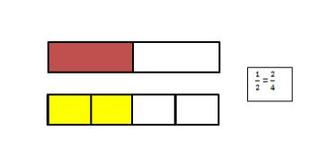 1/2 = 2/4